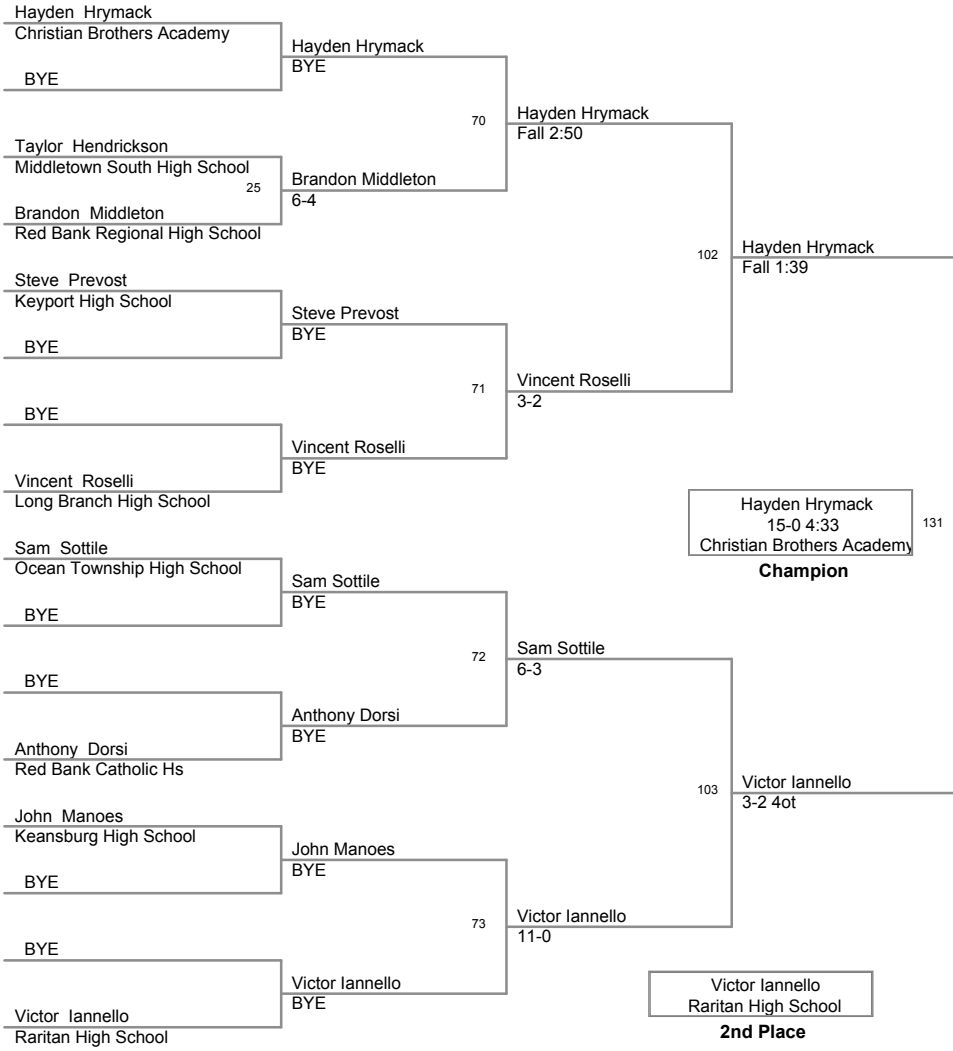 Hayden Hrymack
Christian Brothers Academy
BYE
Hayden Hrymack
BYE
70
Taylor Hendrickson
Middletown South High School
25
Brandon Middleton
Red Bank Regional High School
Brandon Middleton
6-4
Hayden Hrymack
Fall 2:50
102
Steve Prevost
Keyport High School
BYE
Steve Prevost
BYE
71
BYE
Vincent Roselli
Long Branch High School
Vincent Roselli
BYE
Vincent Roselli
3-2
Hayden Hrymack
Fall 1:39
Hayden Hrymack
15-0 4:33
Christian Brothers Academy
131
Champion
Sam Sottile
Ocean Township High School
BYE
Sam Sottile
BYE
72
BYE
Anthony Dorsi
Red Bank Catholic Hs
Anthony Dorsi
BYE
Sam Sottile
6-3
103
John Manoes
Keansburg High School
BYE
John Manoes
BYE
73
BYE
Victor Iannello
Raritan High School
Victor Iannello
BYE
Victor Iannello
11-0
Victor Iannello
3-2 4ot
Victor Iannello
Raritan High School
2nd Place